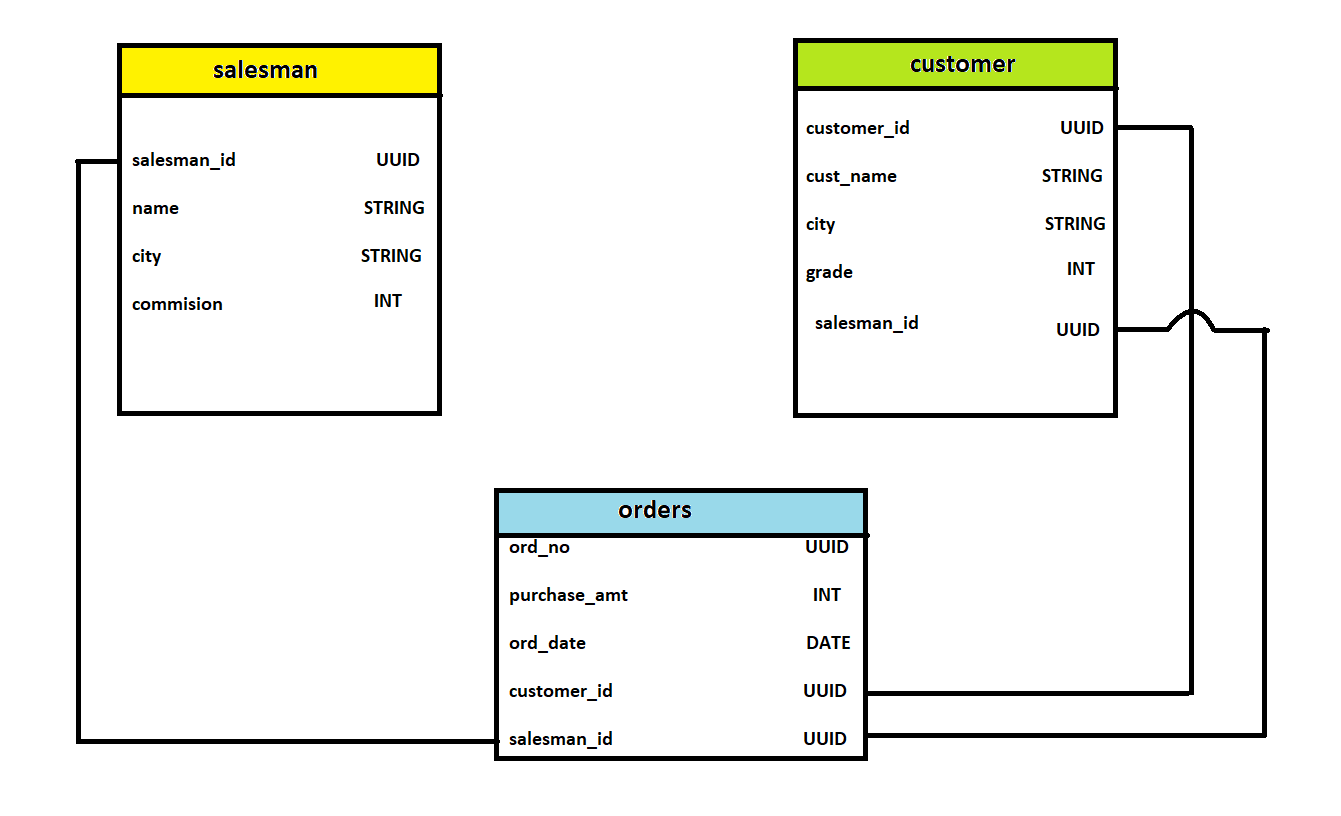 salesman
salesman_id UUID
name STRING
city STRING
commision INT
customer
customer_id UUID
cust_name STRING
city STRING
grade INT
salesman_id UUID
orders
ord_no UUID
purchase_amt INT
ord_date DATE
customer_id UUID
salesman_id UUID